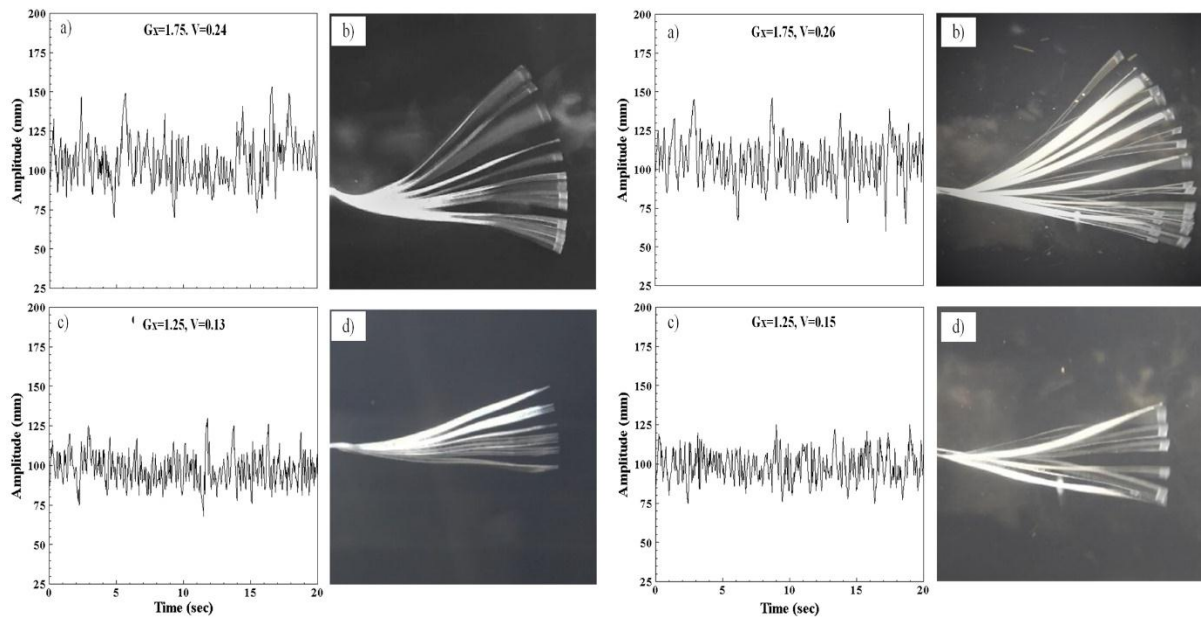 a)
Gx=1.75. V=0.24
Amplitude (mm)
200
175
150
125
100
75
50
25
b)
a)
Gx=1.75, V=0.26
Amplitude (mm)
200
175
150
125
100
75
50
25
b)
c)
Gx=1.25, V=0.13
Amplitude (mm)
200
175
150
125
100
75
50
25
0
5
10
15
20
Time (sec)
d)
c)
Gx=1.25, V=0.15
Amplitude (mm)
200
175
150
125
100
75
50
25
0
5
10
15
20
Time (sec)
d)